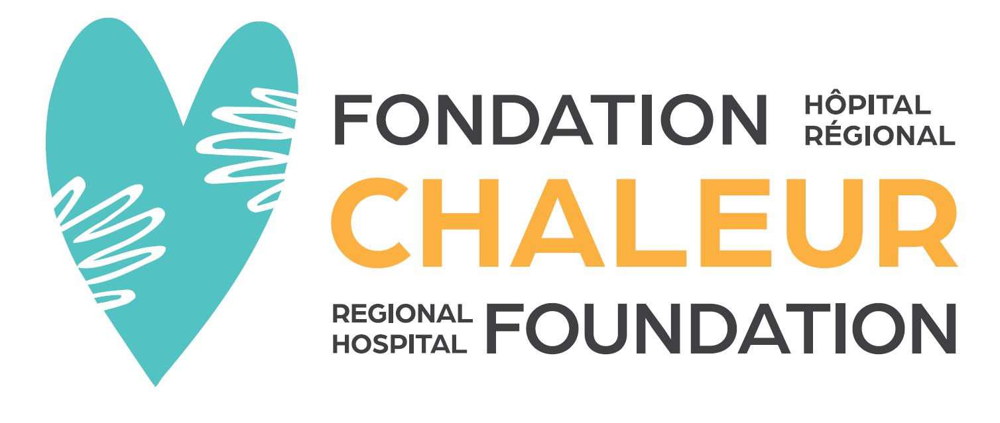 FONDATION HÔPITAL RÉGIONAL
CHALEUR
REGIONAL HOSPITAL FOUNDATION